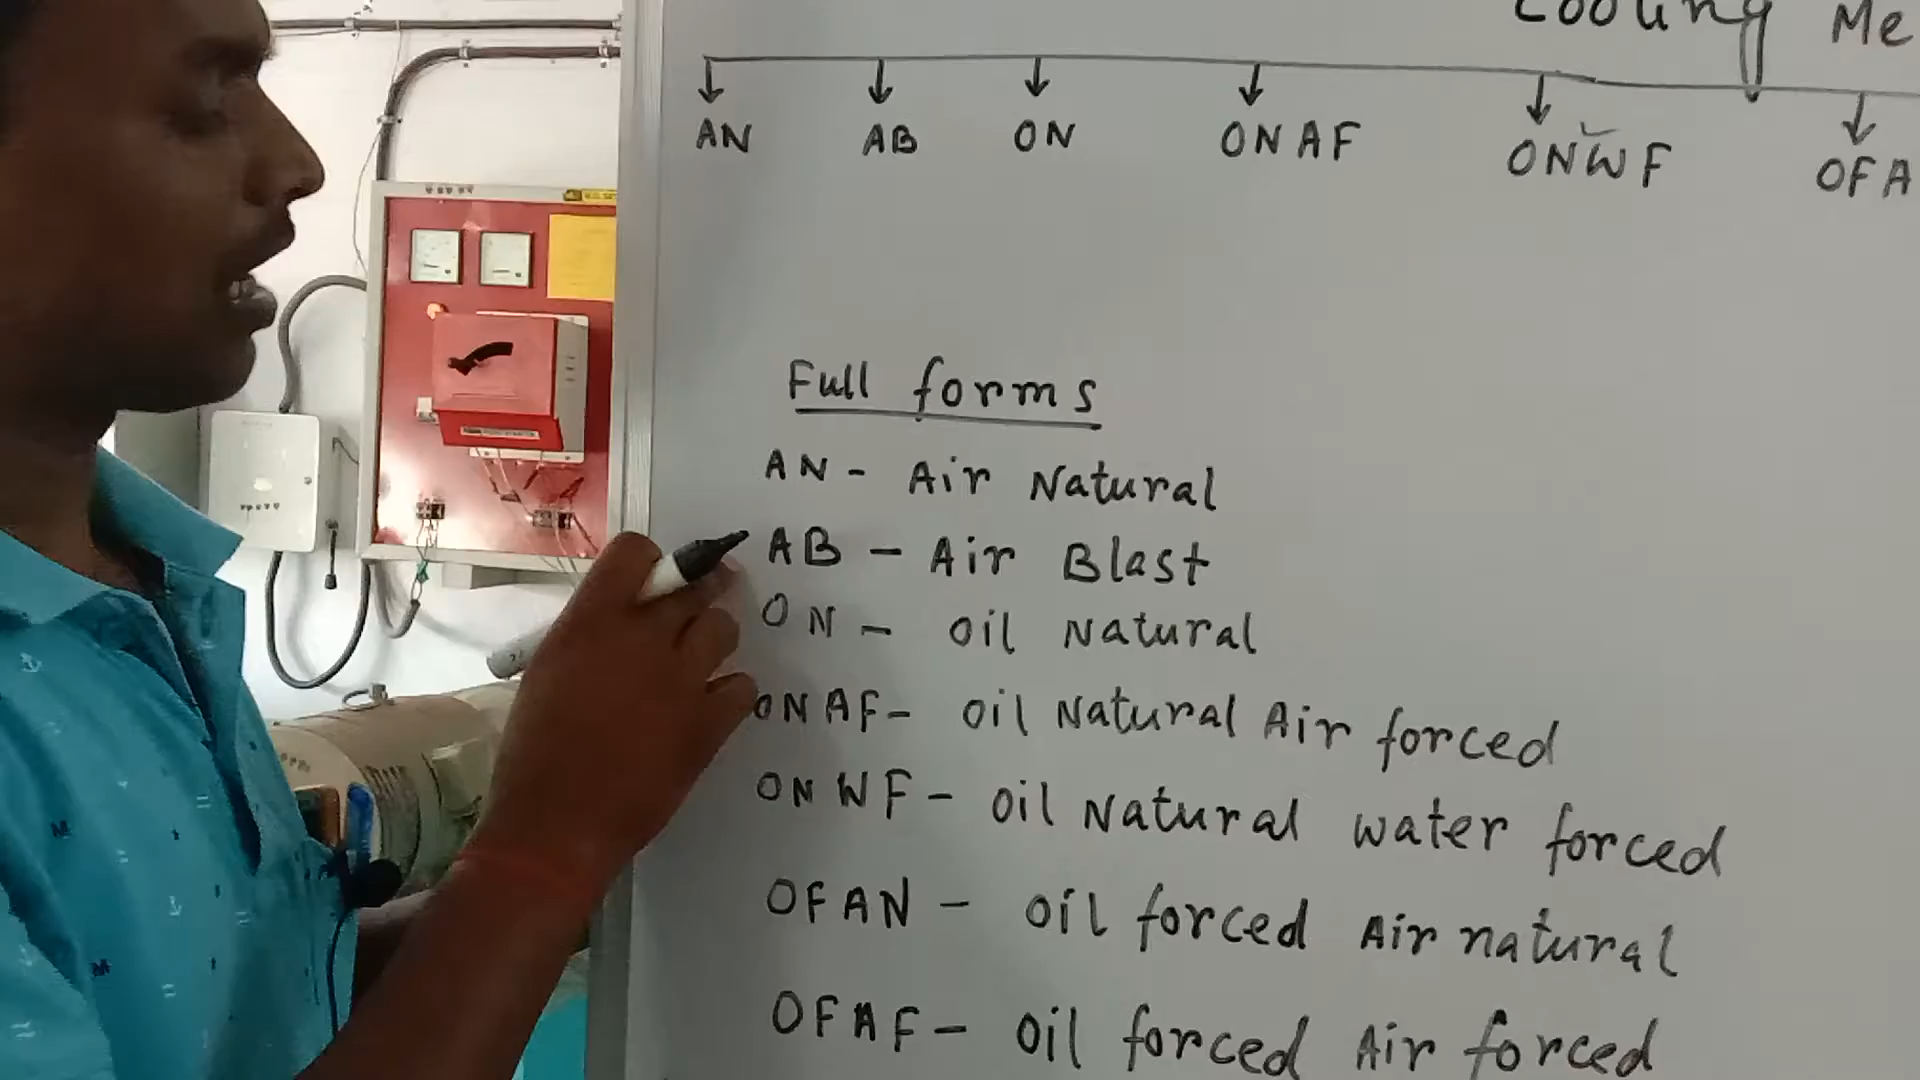 Cooling Me
AN AB ON ONAF ONWF OFA
Full forms
AN - Air Natural
AB - Air Blast
ON - oil Natural
ONAF - oil Natural Air forced
ONWF - oil Natural water forced
OFAN - oil forced Air natural
OFAF - oil forced Air forced